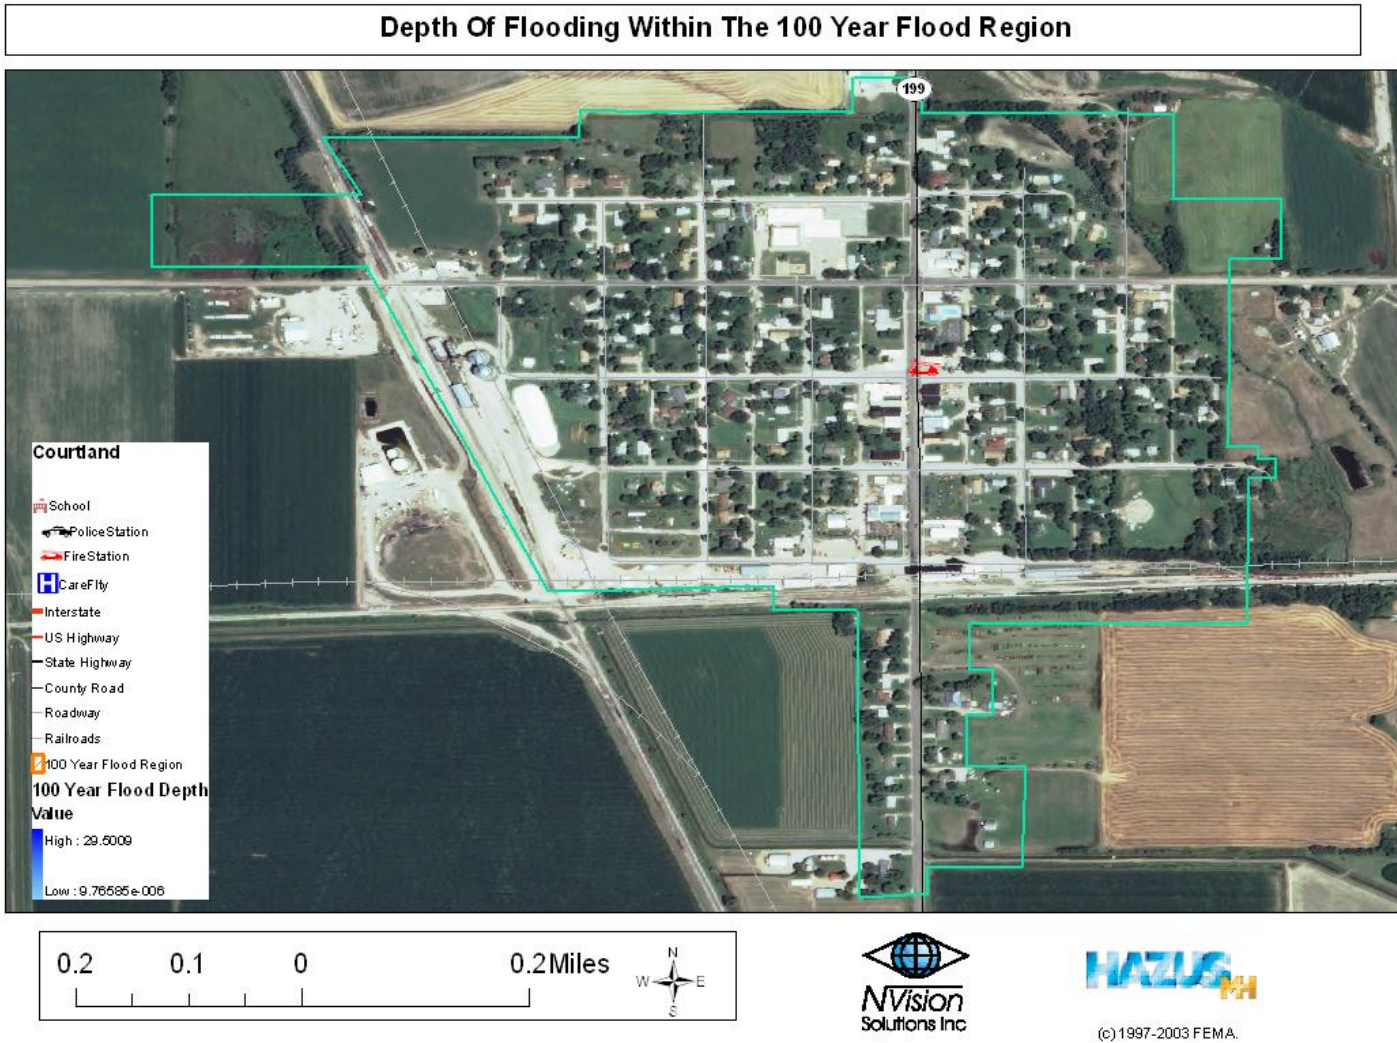 Depth Of Flooding Within The 100 Year Flood Region
199
Courtland
School
PoliceStation
FireStation
H CareFlty
Interstate
US Highway
State Highway
County Road
Roadway
Railroads
100 Year Flood Region
100 Year Flood Depth
Value
High : 29.5009
Low : 9.76585e-006
0.2 0.1 0 0.2Miles
N
W E
S
NVision
Solutions Inc
HAZUS
MH
(c) 1997-2003 FEMA.